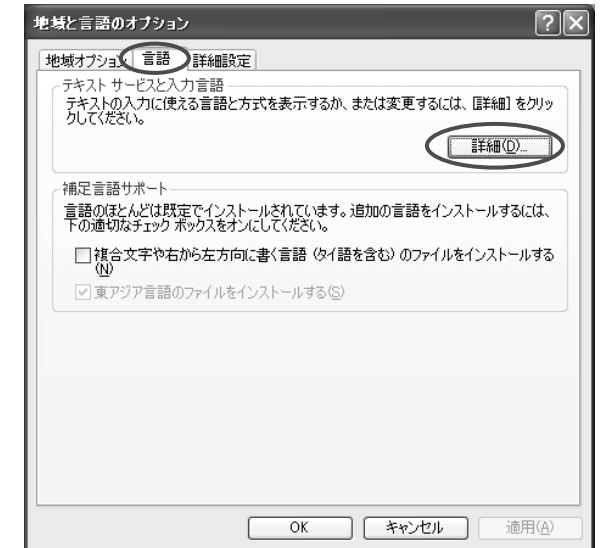 地域と言語のオプション
地域オプション 言語 詳細設定
テキスト サービスと入力言語
テキストの入力に使える言語と方式を表示するか、または変更するには、[詳細] をクリッ
クしてください。
詳細(D)...
補足言語サポート
言語のほとんどは既定でインストールされています。追加の言語をインストールするには、
下の適切なチェック ボックスをオンにしてください。
複合文字や右から左方向に書く言語 (タイ語を含む) のファイルをインストールする
(N)
東アジア言語のファイルをインストールする(S)
OK キャンセル 適用(A)